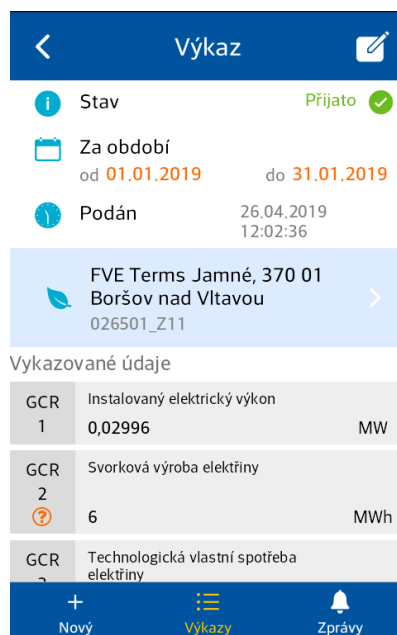 Výkaz
Stav Přijato
Za období
od 01.01.2019 do 31.01.2019
Podán 26.04.2019
12:02:36
FVE Terms Jamné, 370 01
Boršov nad Vltavou
026501_Z11
Vykazované údaje
GCR
1
Instalovaný elektrický výkon
0,02996 MW
GCR
2
?
Svorková výroba elektřiny
6 MWh
GCR
Technologická vlastní spotřeba
elektřiny
Nový Výkazy Zprávy